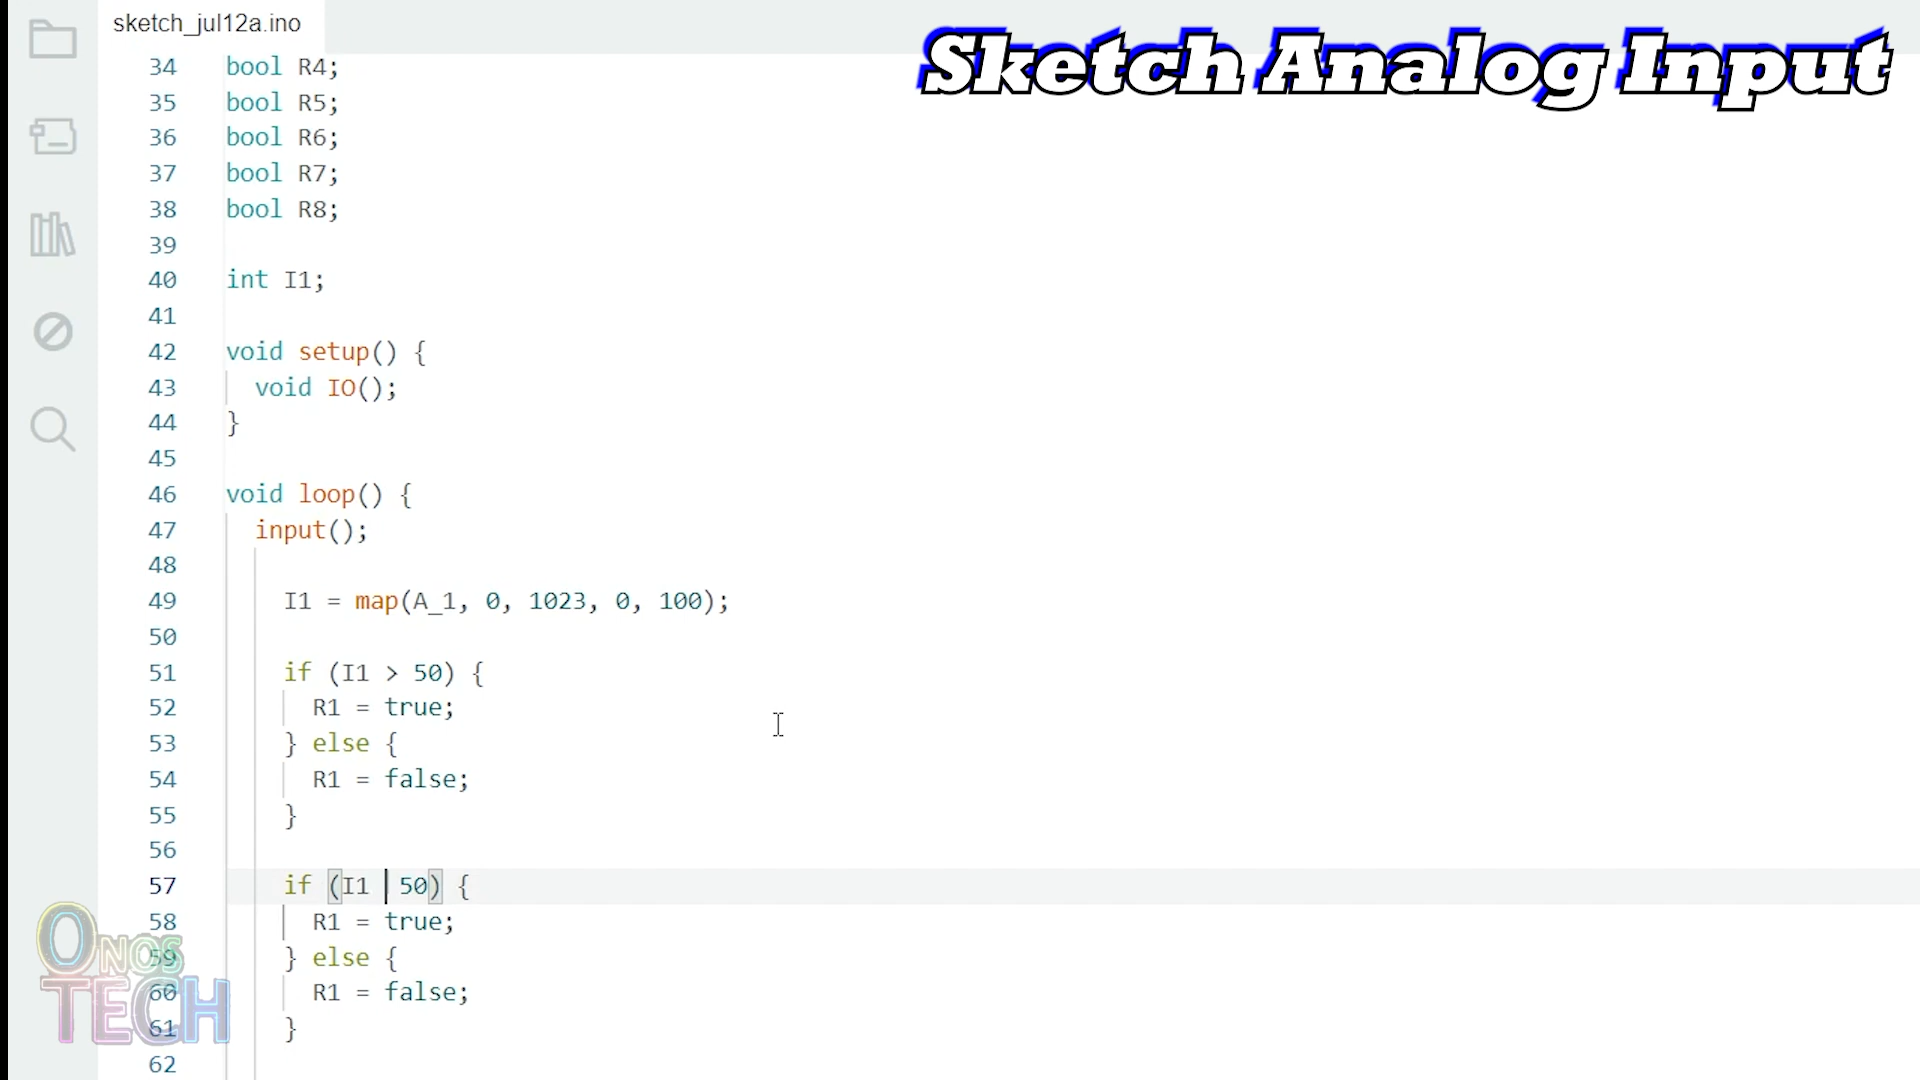 sketch_jul12a.ino
Sketch Analog Input
34 bool R4;
35 bool R5;
36 bool R6;
37 bool R7;
38 bool R8;
39
40 int I1;
41
42 void setup() {
43 void IO();
44 }
45
46 void loop() {
47 input();
48
49 I1 = map(A_1, 0, 1023, 0, 100);
50
51 if (I1 > 50) {
52 R1 = true;
53 } else {
54 R1 = false;
55 }
56
57 if (I1 50) {
58 R1 = true;
59 } else {
60 R1 = false;
61 }
62
ONOS
TECH